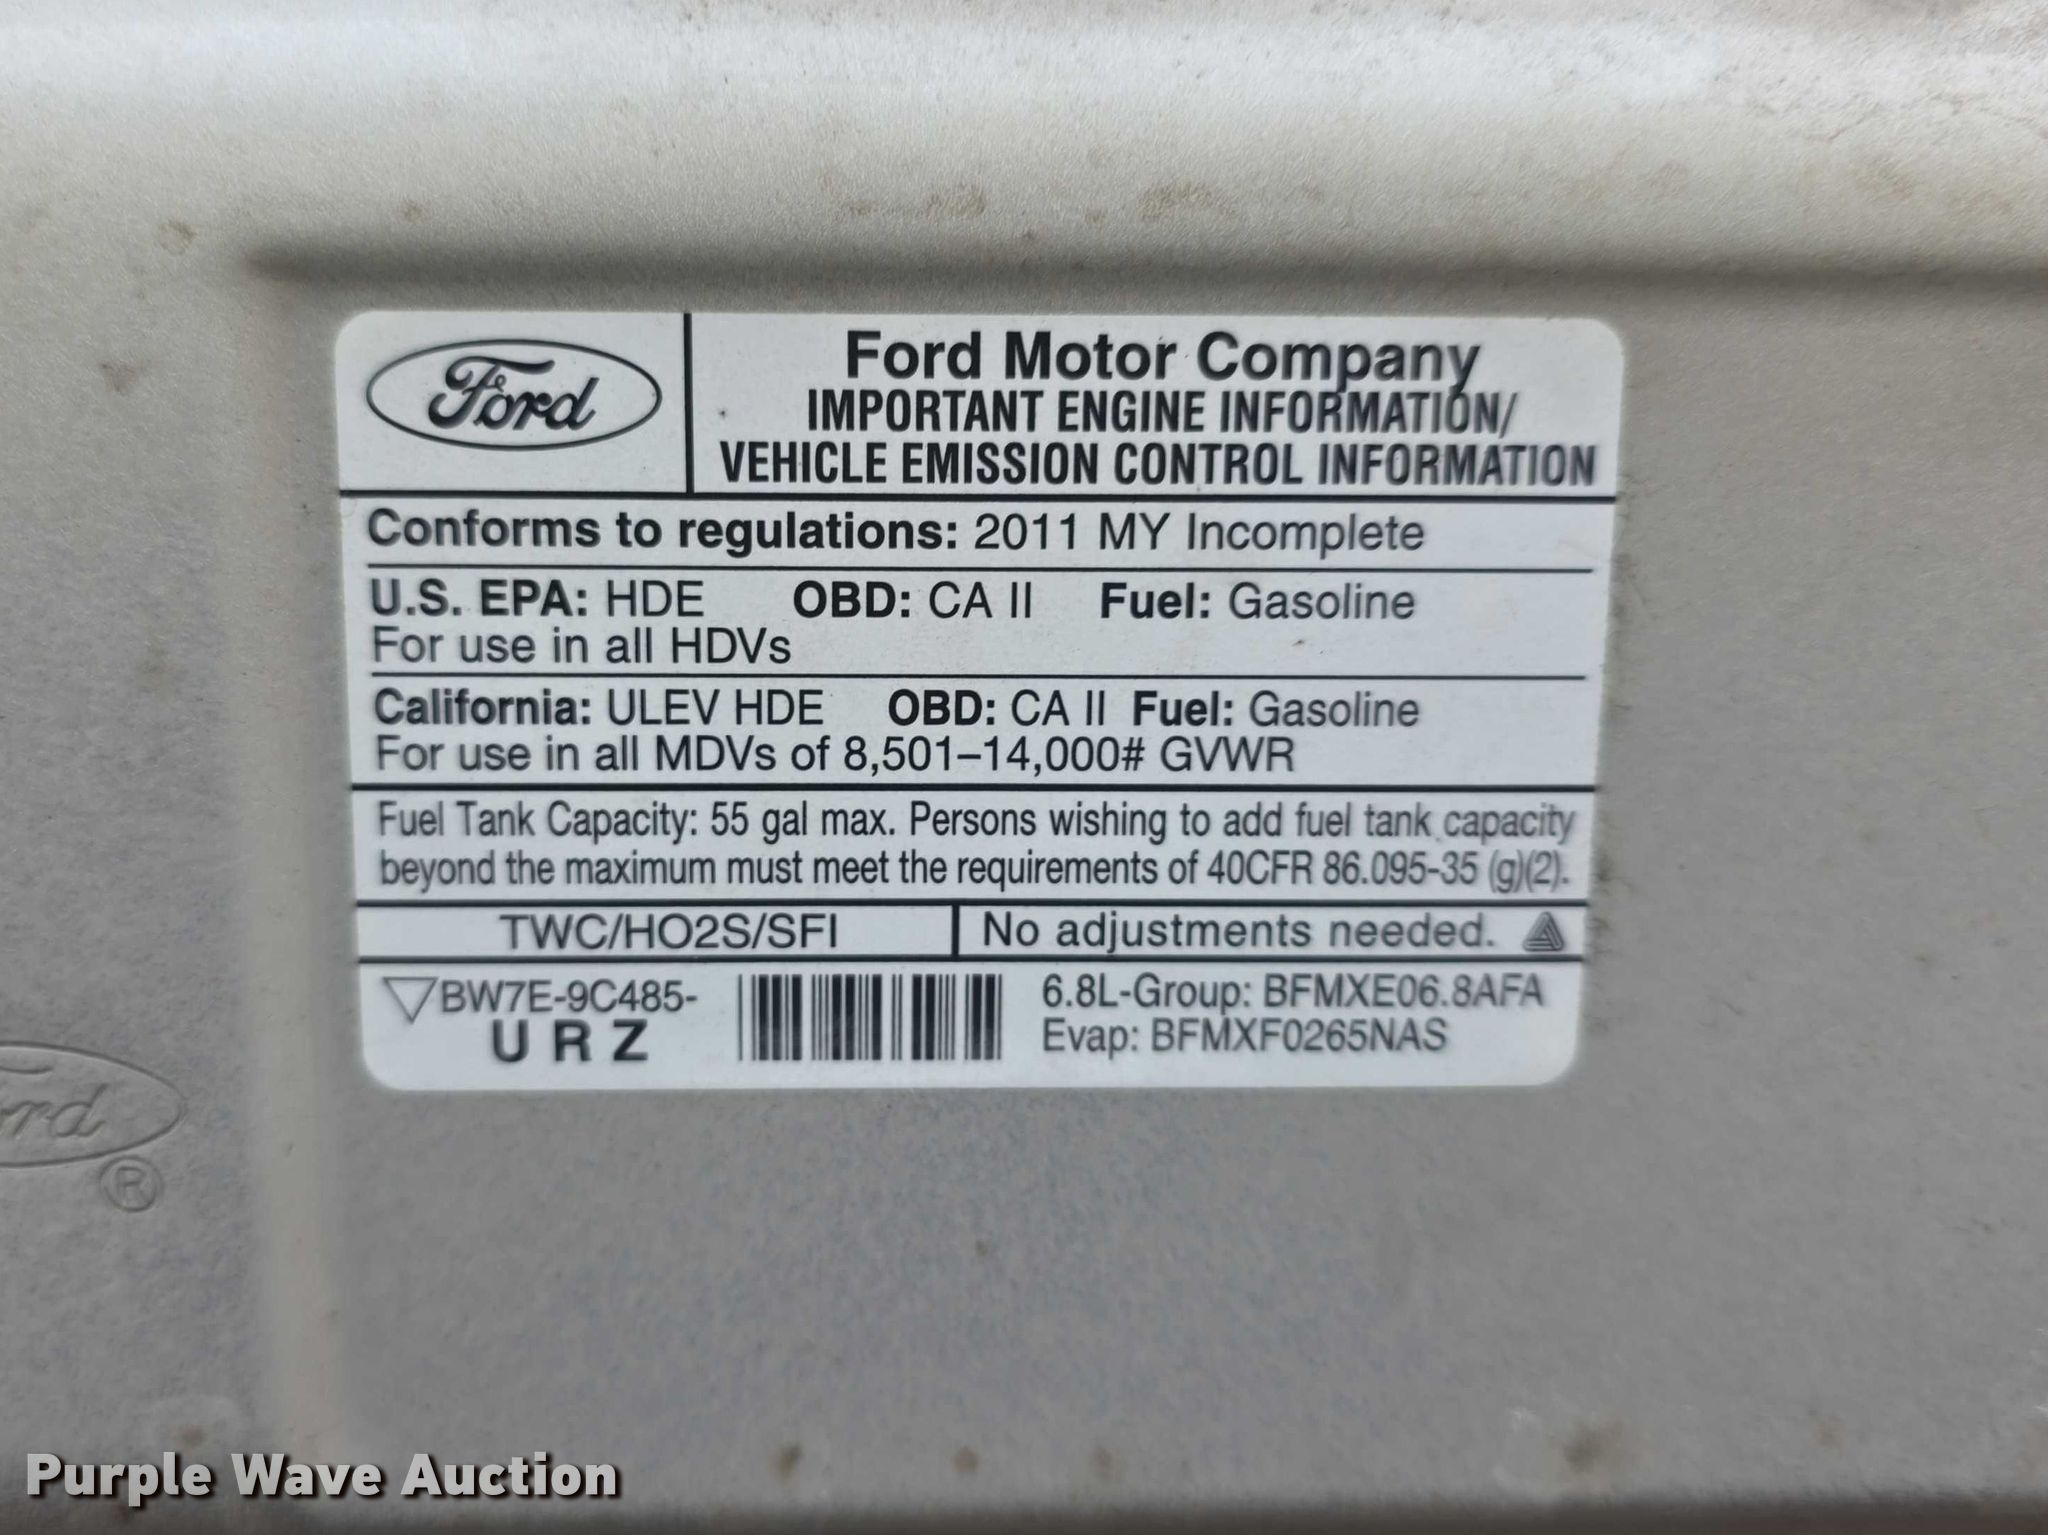 Ford
Ford Motor Company
IMPORTANT ENGINE INFORMATION/
VEHICLE EMISSION CONTROL INFORMATION
Conforms to regulations: 2011 MY Incomplete
U.S. EPA: HDE OBD: CA II Fuel: Gasoline
For use in all HDVs
California: ULEV HDE OBD: CA II Fuel: Gasoline
For use in all MDVs of 8,501–14,000# GVWR
Fuel Tank Capacity: 55 gal max. Persons wishing to add fuel tank capacity
beyond the maximum must meet the requirements of 40CFR 86.095-35 (g)(2).
TWC/HO2S/SFI No adjustments needed.
BW7E-9C485-
U R Z
6.8L-Group: BFMXE06.8AFA
Evap: BFMXF0265NAS
rd
®
Purple Wave Auction